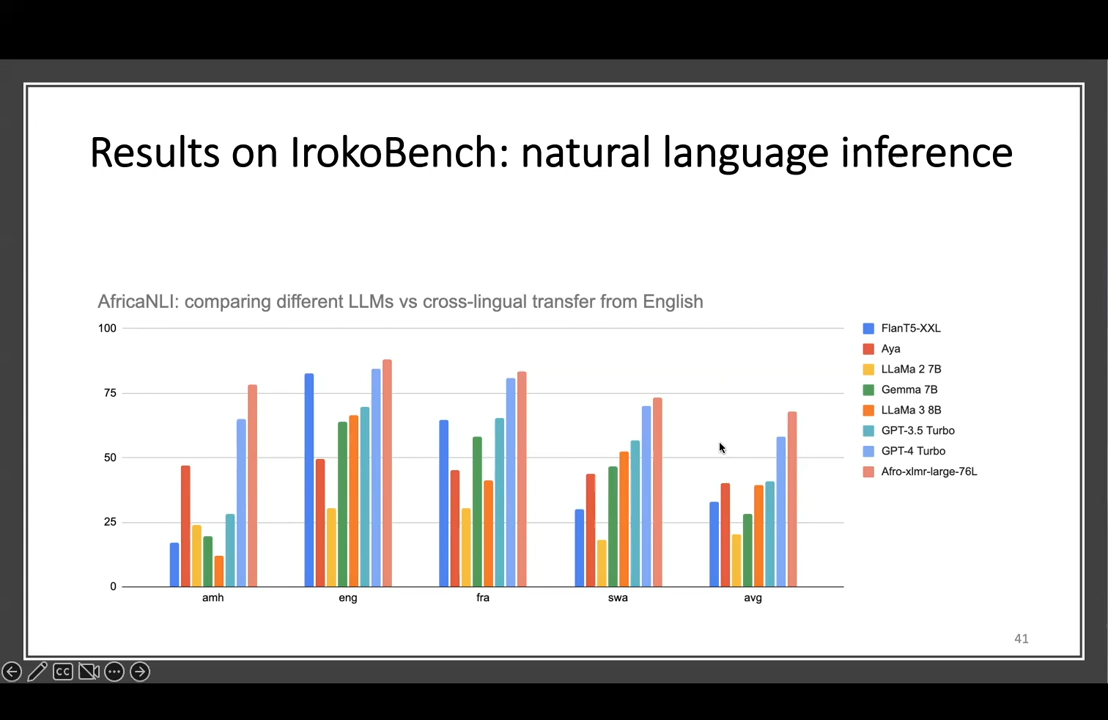 Results on IrokoBench: natural language inference
AfricaNLI: comparing different LLMs vs cross-lingual transfer from English
100
75
50
25
0
amh
eng
fra
swa
avg
FlanT5-XXL
Aya
LLaMa 2 7B
Gemma 7B
LLaMa 3 8B
GPT-3.5 Turbo
GPT-4 Turbo
Afro-xlmr-large-76L
41
CC